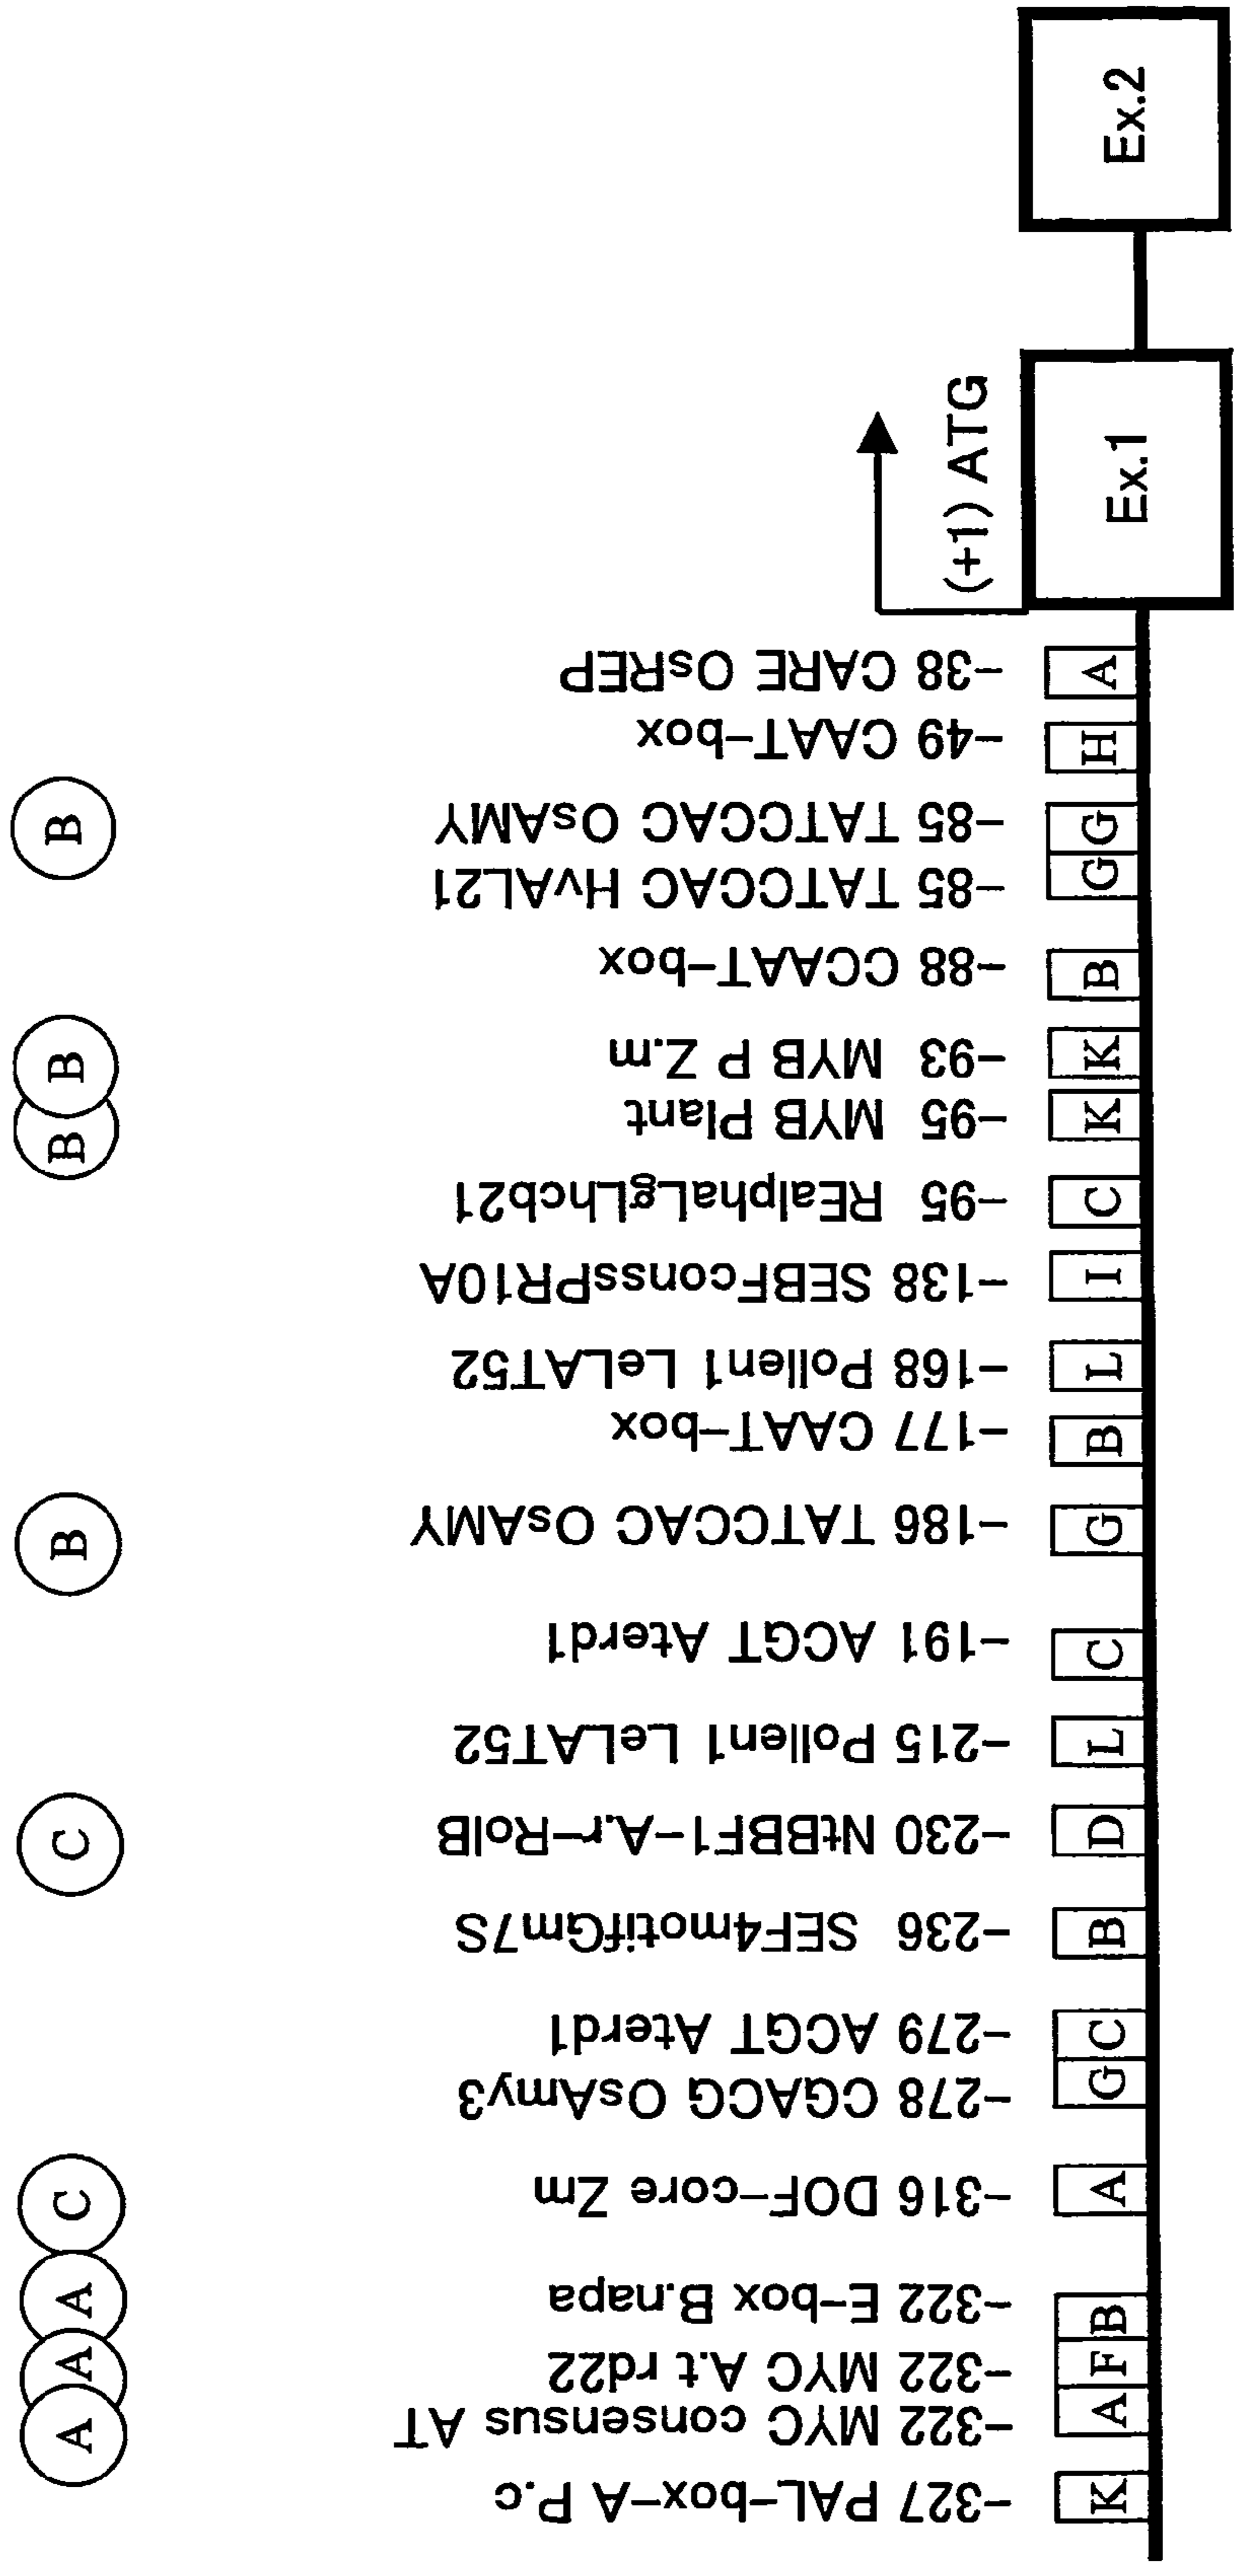 A
A
A
C
C
B
B
B
B
-327 PAL-box-A P.c
-322 MYC consensus AT
-322 MYC A.t rd22
-322 E-box B.napa
-316 DOF-core Zm
-278 CGACG OsAmy3
-279 ACGT Aterd1
-236 SEF4motifGm7S
-230 NtBBF1-A.r-RolB
-215 Pollen1 LeLAT52
-191 ACGT Aterd1
-186 TATCCAC OsAMY
-177 CAAT-box
-168 Pollen1 LeLAT52
-138 SEBFconssPR10A
-95 REalphaLgLhcb21
-95 MYB Plant
-93 MYB P Z.m
-88 CCAAT-box
-85 TATCCAC HvAL21
-85 TATCCAC OsAMY
-49 CAAT-box
-38 CARE OsREP
(+1) ATG
K
A
F
B
A
G
C
B
D
L
C
G
B
L
I
C
K
K
B
G
G
H
A
Ex.1
Ex.2